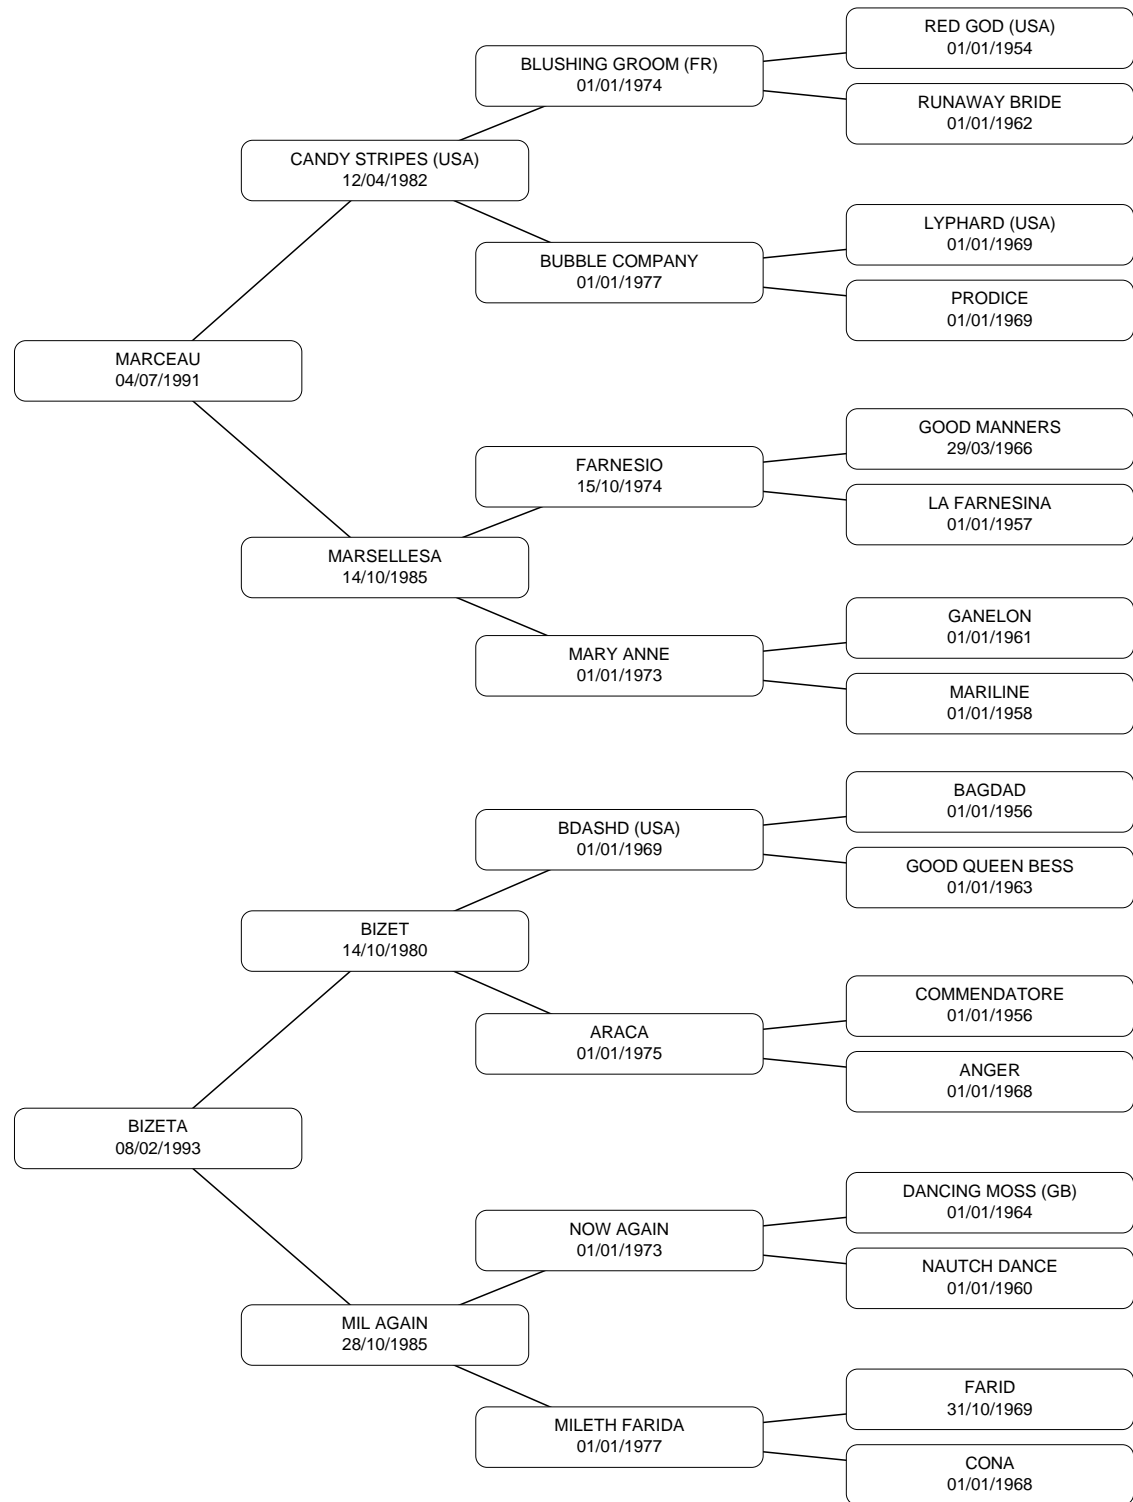 RED GOD (USA)
01/01/1954
BLUSHING GROOM (FR)
01/01/1974
RUNAWAY BRIDE
01/01/1962
CANDY STRIPES (USA)
12/04/1982
LYPHARD (USA)
01/01/1969
BUBBLE COMPANY
01/01/1977
PRODICE
01/01/1969
MARCEAU
04/07/1991
GOOD MANNERS
29/03/1966
FARNESIO
15/10/1974
LA FARNESINA
01/01/1957
MARSELLESA
14/10/1985
GANELON
01/01/1961
MARY ANNE
01/01/1973
MARILINE
01/01/1958
BAGDAD
01/01/1956
BDASHD (USA)
01/01/1969
GOOD QUEEN BESS
01/01/1963
BIZET
14/10/1980
COMMENDATORE
01/01/1956
ARACA
01/01/1975
ANGER
01/01/1968
BIZETA
08/02/1993
DANCING MOSS (GB)
01/01/1964
NOW AGAIN
01/01/1973
NAUTCH DANCE
01/01/1960
MIL AGAIN
28/10/1985
FARID
31/10/1969
MILETH FARIDA
01/01/1977
CONA
01/01/1968